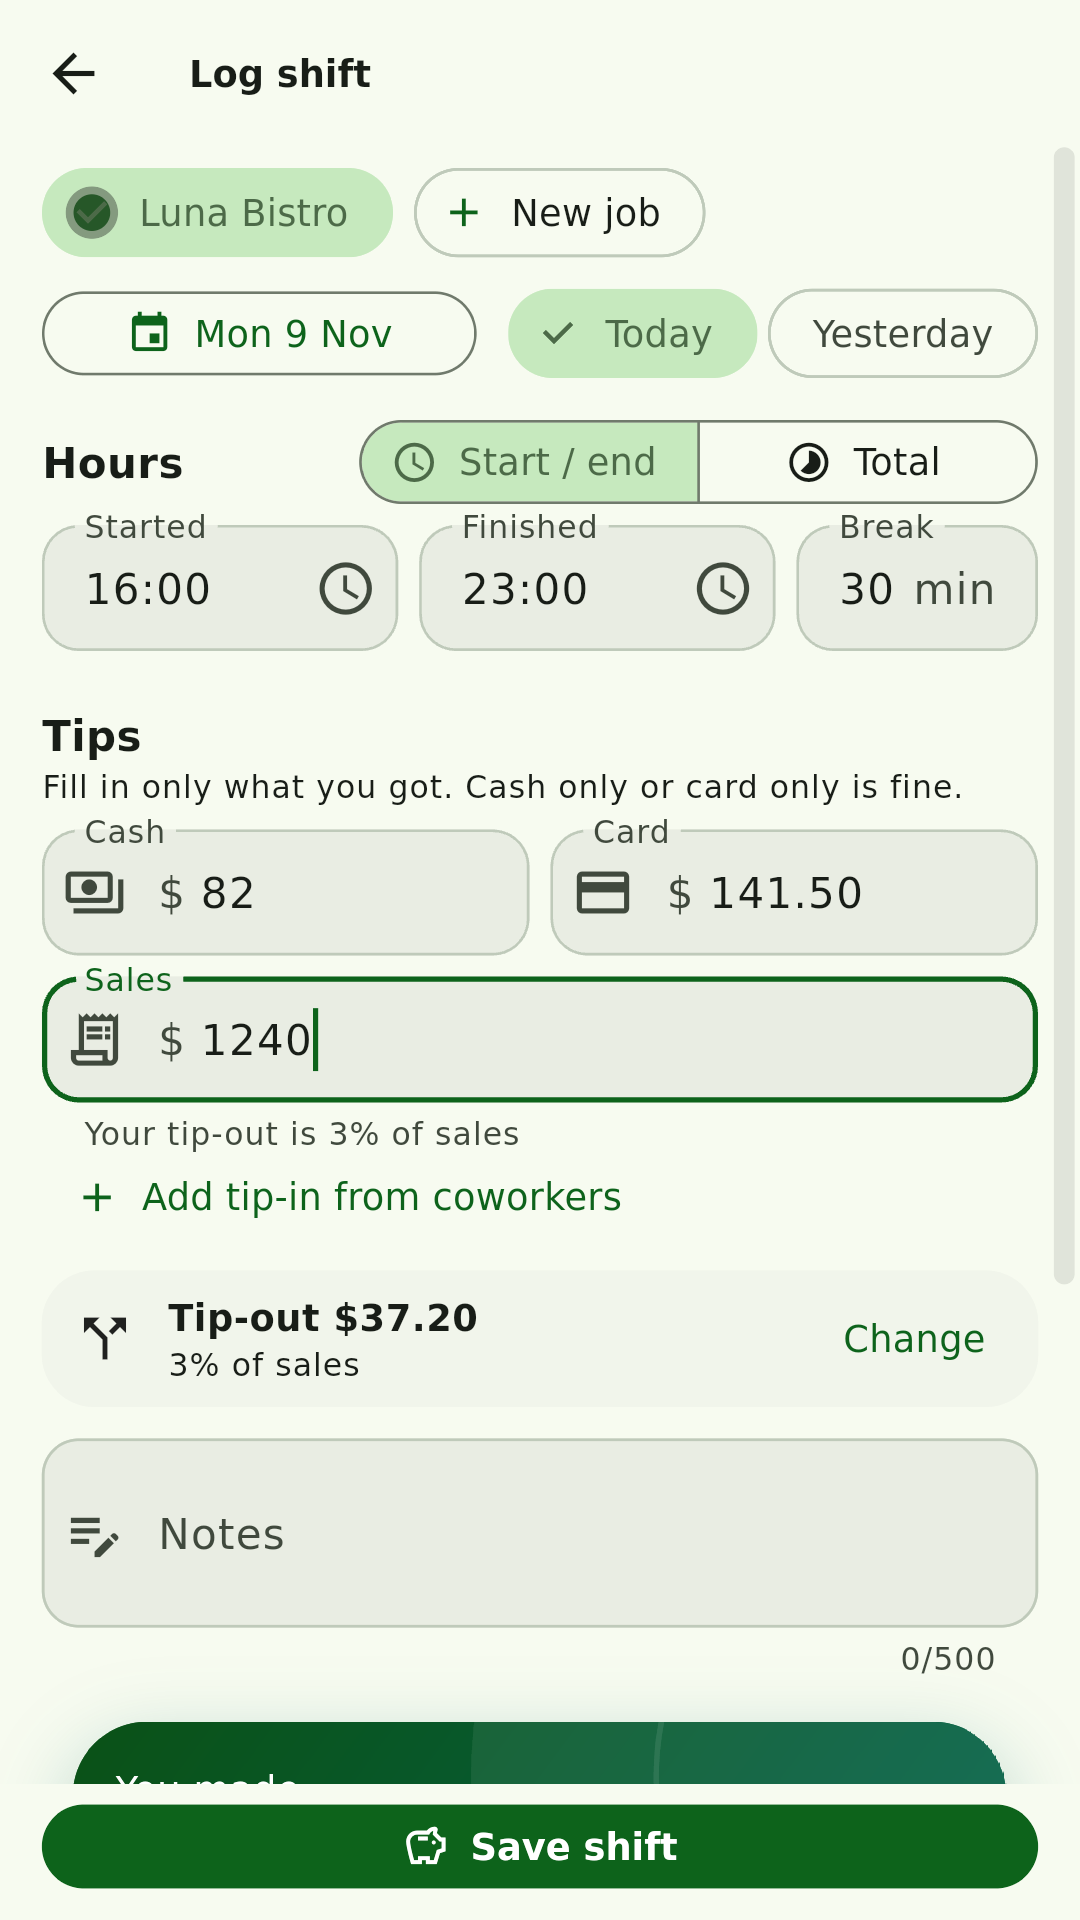 Log shift
Luna Bistro
New job
Mon 9 Nov
Today
Yesterday
Hours
Start / end
Total
Started
Finished
Break
16:00
23:00
30 min
Tips
Fill in only what you got. Cash only or card only is fine.
Cash
Card
$ 82
$ 141.50
Sales
$ 1240
Your tip-out is 3% of sales
Add tip-in from coworkers
Tip-out $37.20
3% of sales
Change
Notes
0/500
You made
Save shift